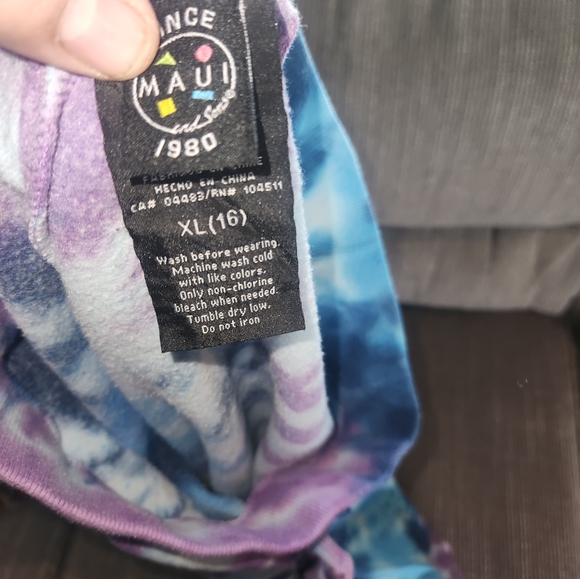 MAUI
and Sons
1980
HECHO EN CHINA
CA# 04483/RN# 104511
XL(16)
Wash before wearing.
Machine wash cold
with like colors.
Only non-chlorine
bleach when needed.
Tumble dry low.
Do not iron